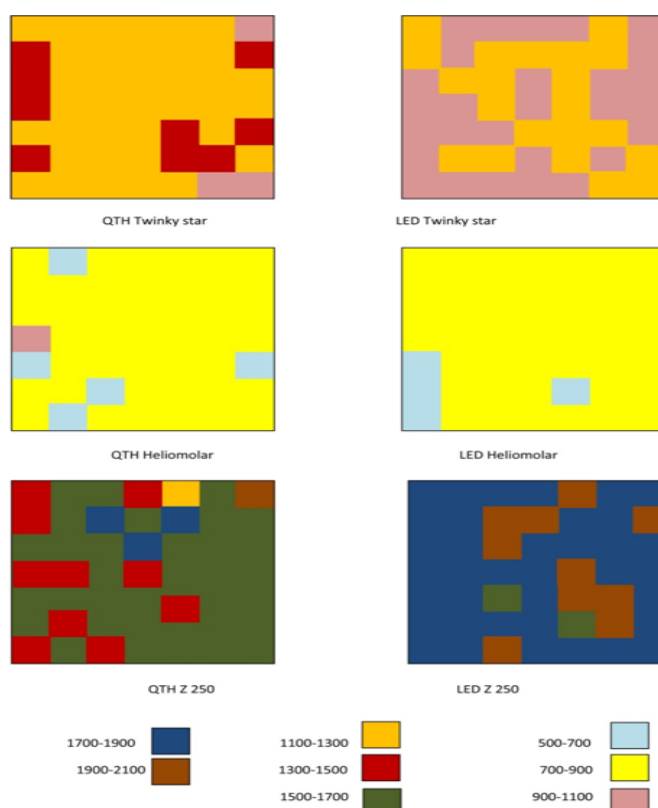 QTH Twinky star
LED Twinky star
QTH Heliomolar
LED Heliomolar
QTH Z 250
LED Z 250
1700-1900
1100-1300
500-700
1900-2100
1300-1500
700-900
1500-1700
900-1100